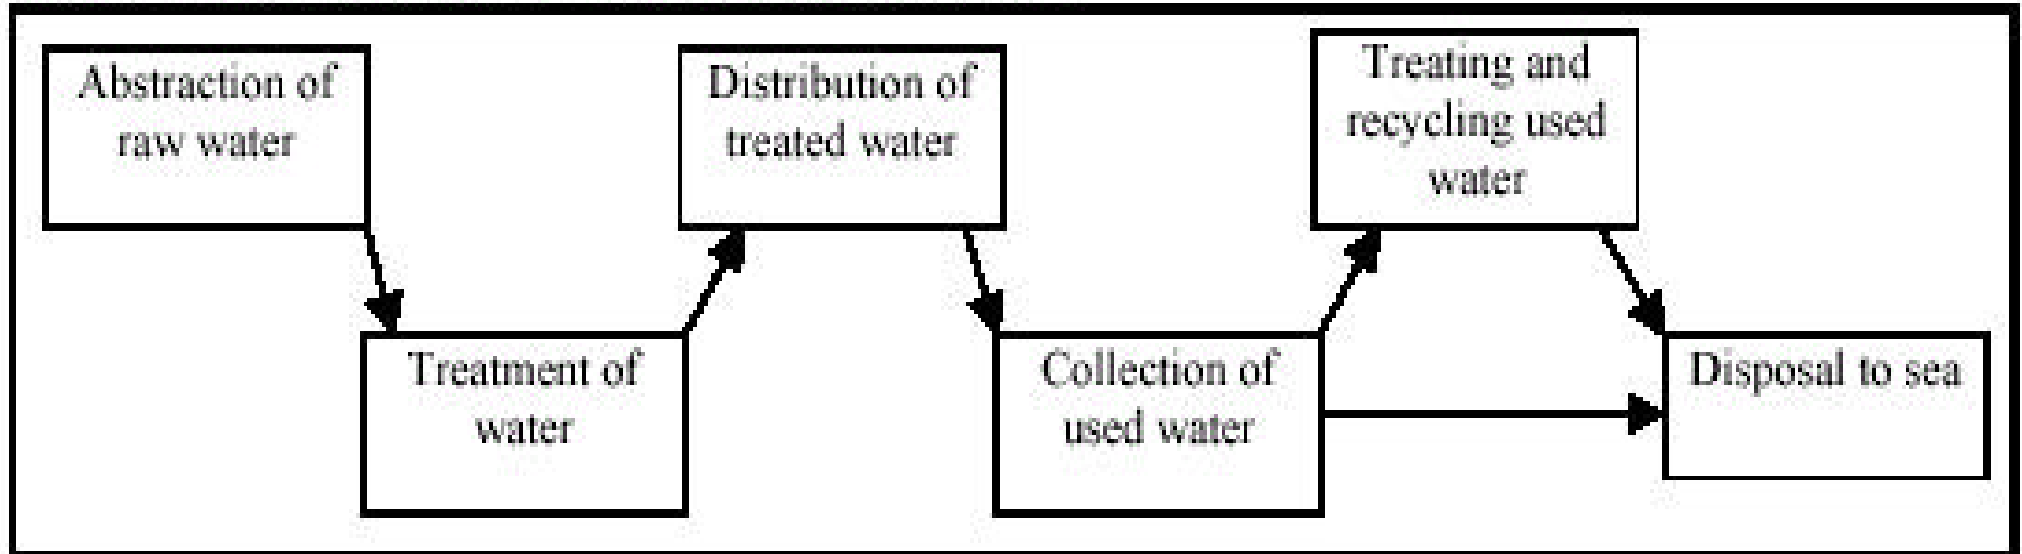 Abstraction of
raw water
Treatment of
water
Distribution of
treated water
Collection of
used water
Treating and
recycling used
water
Disposal to sea